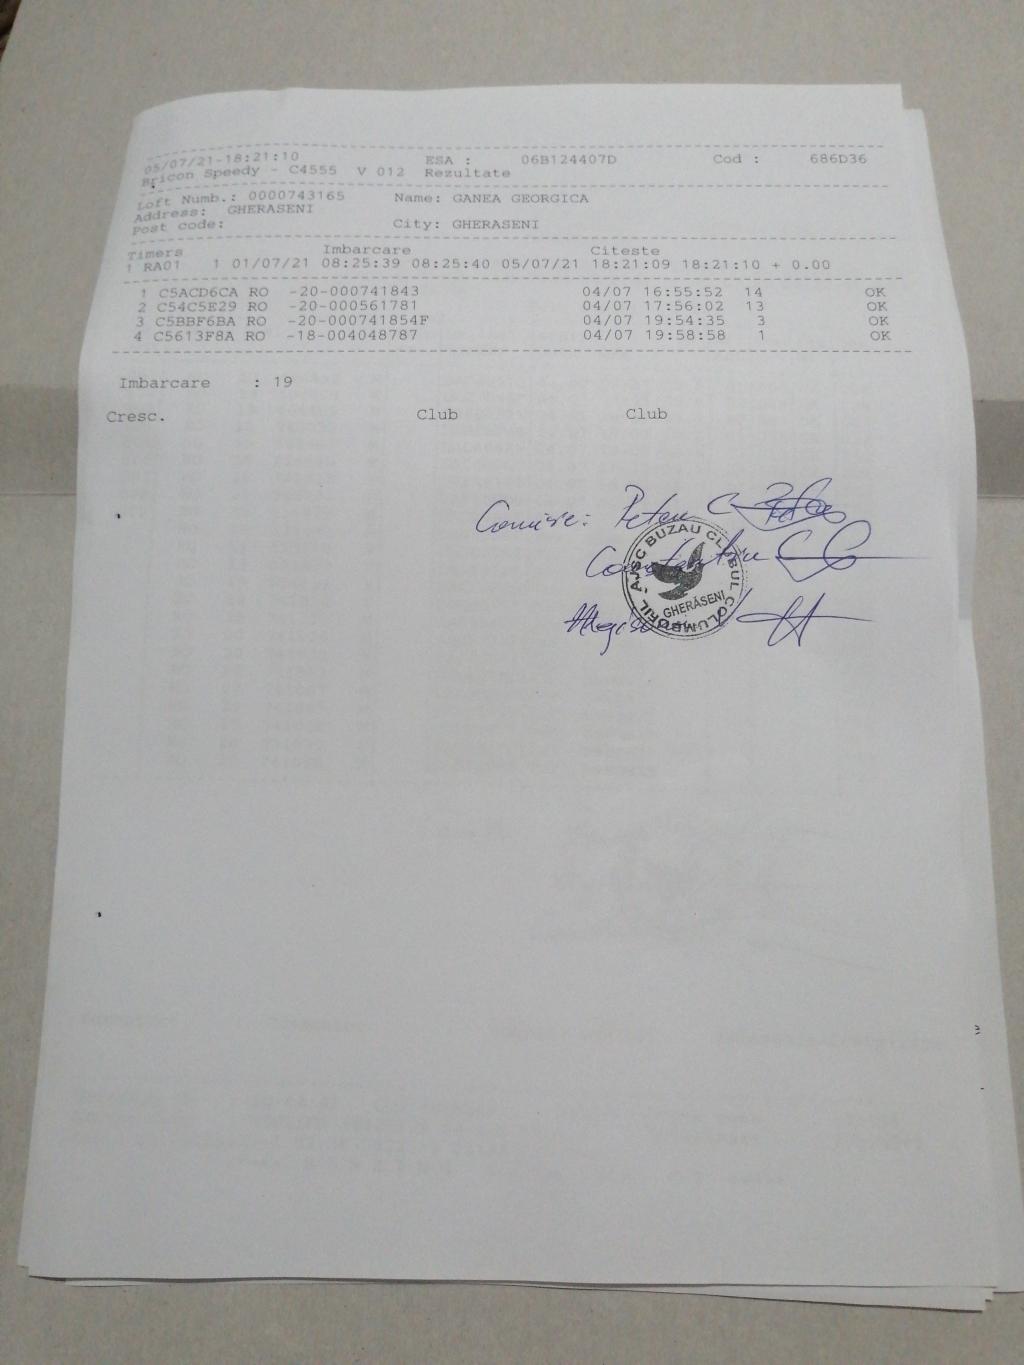 05/07/21-18:21:10 ESA : 06B124407D Cod : 686D36
Bricon Speedy - C4555 V 012 Rezultate
Loft Numb.: 0000743165 Name: GANEA GEORGICA
Address: GHERASENI
Post code: City: GHERASENI
Timers Imbarcare Citeste
1 RA01 1 01/07/21 08:25:39 08:25:40 05/07/21 18:21:09 18:21:10 + 0.00
1 C5ACD6CA RO -20-000741843 04/07 16:55:52 14 OK
2 C54C5E29 RO -20-000561781 04/07 17:56:02 13 OK
3 C5BBF6BA RO -20-000741854F 04/07 19:54:35 3 OK
4 C5613F8A RO -18-004048787 04/07 19:58:58 1 OK
Imbarcare : 19
Cresc. Club Club
AJSC BUZAU CLUBUL COLUMBOFIL
GHERĂSENI